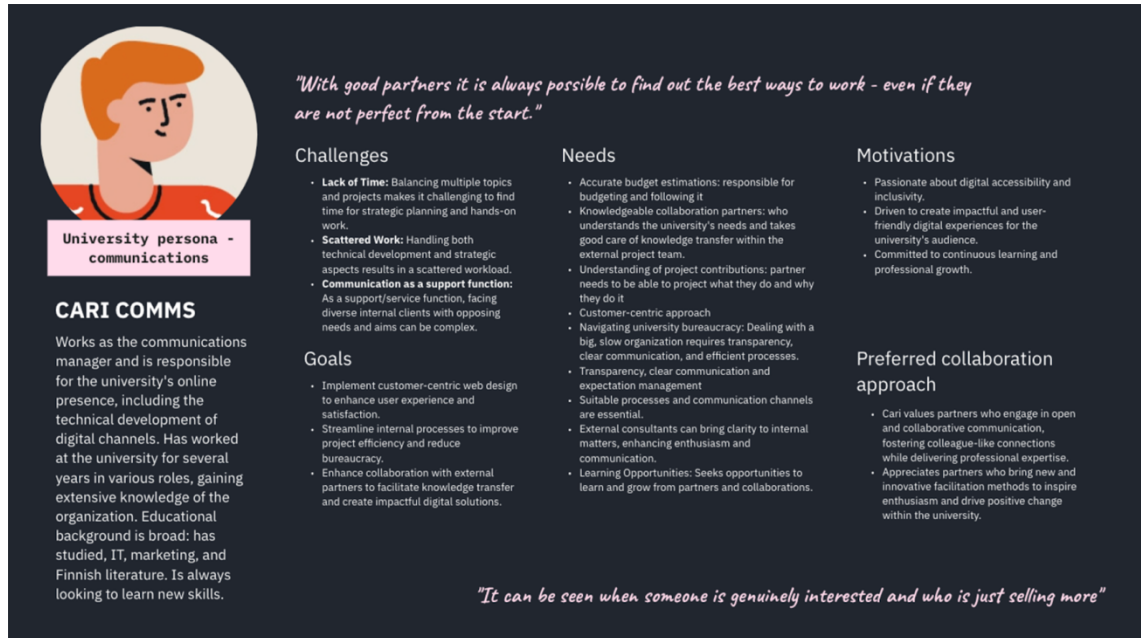 "With good partners it is always possible to find out the best ways to work - even if they
are not perfect from the start."
University persona -
communications
CARI COMMS
Works as the communications
manager and is responsible
for the university's online
presence, including the
technical development of
digital channels. Has worked
at the university for several
years in various roles, gaining
extensive knowledge of the
organization. Educational
background is broad: has
studied, IT, marketing, and
Finnish literature. Is always
looking to learn new skills.
Challenges
• Lack of Time: Balancing multiple topics
and projects makes it challenging to find
time for strategic planning and hands-on
work.
• Scattered Work: Handling both
technical development and strategic
aspects results in a scattered workload.
• Communication as a support function:
As a support/service function, facing
diverse internal clients with opposing
needs and aims can be complex.
Goals
• Implement customer-centric web design
to enhance user experience and
satisfaction.
• Streamline internal processes to improve
project efficiency and reduce
bureaucracy.
• Enhance collaboration with external
partners to facilitate knowledge transfer
and create impactful digital solutions.
Needs
• Accurate budget estimations: responsible for
budgeting and following it
• Knowledgeable collaboration partners: who
understands the university's needs and takes
good care of knowledge transfer within the
external project team.
• Understanding of project contributions: partner
needs to be able to project what they do and why
they do it
• Customer-centric approach
• Navigating university bureaucracy: Dealing with a
big, slow organization requires transparency,
clear communication, and efficient processes.
• Transparency, clear communication and
expectation management
• Suitable processes and communication channels
are essential.
• External consultants can bring clarity to internal
matters, enhancing enthusiasm and
communication.
• Learning Opportunities: Seeks opportunities to
learn and grow from partners and collaborations.
Motivations
• Passionate about digital accessibility and
inclusivity.
• Driven to create impactful and user-
friendly digital experiences for the
university's audience.
• Committed to continuous learning and
professional growth.
Preferred collaboration
approach
• Cari values partners who engage in open
and collaborative communication,
fostering colleague-like connections
while delivering professional expertise.
• Appreciates partners who bring new and
innovative facilitation methods to inspire
enthusiasm and drive positive change
within the university.
"It can be seen when someone is genuinely interested and who is just selling more"